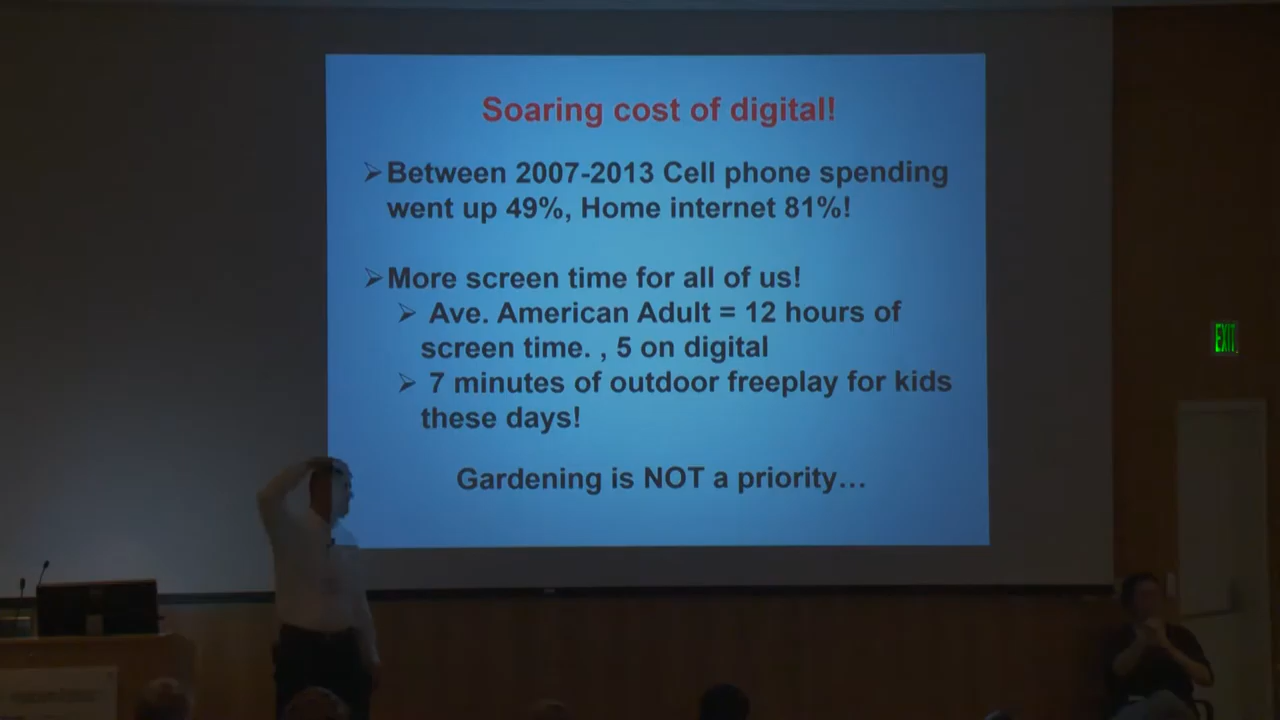 Soaring cost of digital!
➢Between 2007-2013 Cell phone spending
went up 49%, Home internet 81%!
➢More screen time for all of us!
➢ Ave. American Adult = 12 hours of
screen time. , 5 on digital
➢ 7 minutes of outdoor freeplay for kids
these days!
Gardening is NOT a priority…
EXIT